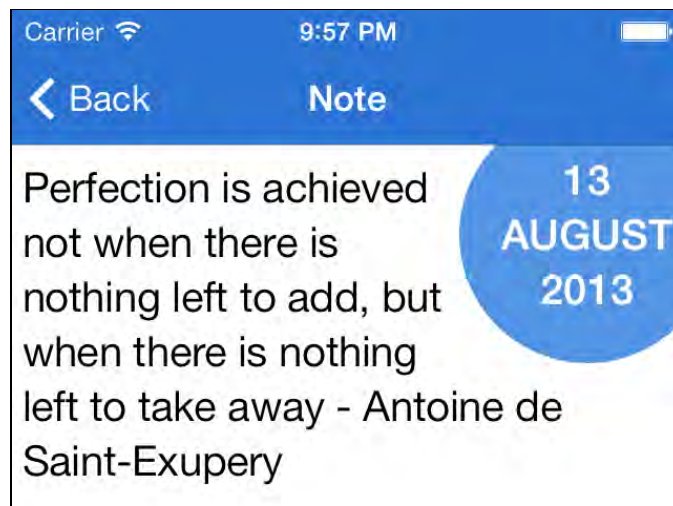 Carrier 9:57 PM
Back Note
Perfection is achieved
not when there is
nothing left to add, but
when there is nothing
left to take away - Antoine de
Saint-Exupery
13
AUGUST
2013